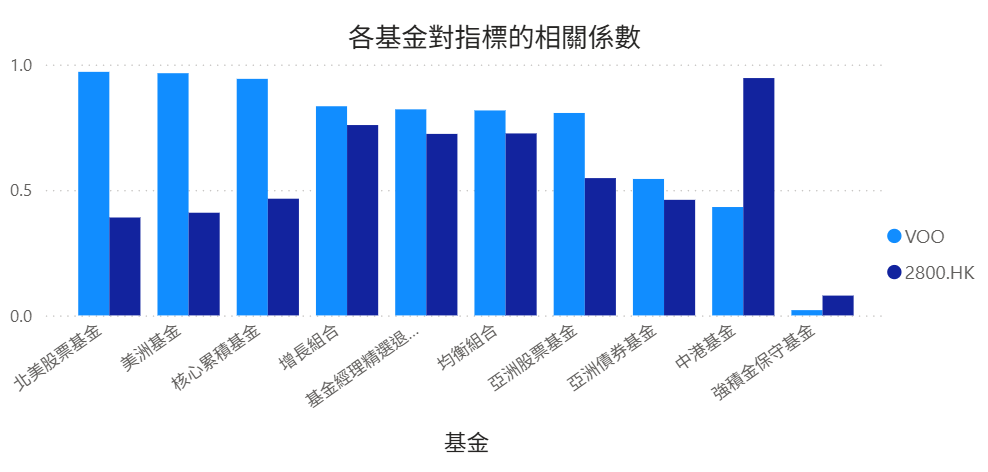 各基金對指標的相關係數
1.0
0.5
0.0
VOO
2800.HK
北美股票基金
美洲基金
核心累積基金
增長組合
基金經理精選退...
均衡組合
亞洲股票基金
亞洲債券基金
中港基金
強積金保守基金
基金